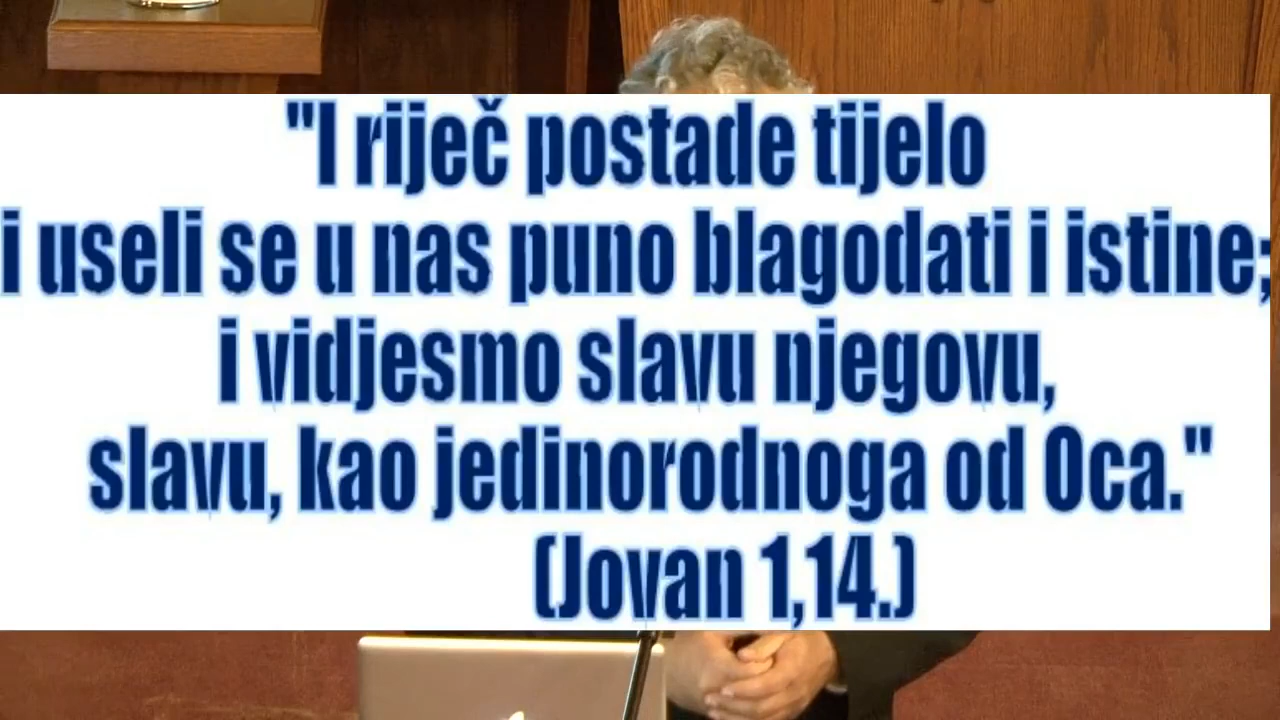 "I riječ postade tijelo
i useli se u nas puno blagodati i istine;
i vidjesmo slavu njegovu,
slavu, kao jedinorodnoga od Oca."
(Jovan 1,14.)